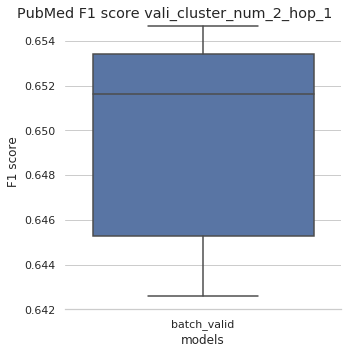 PubMed F1 score vali_cluster_num_2_hop_1
0.654
0.652
0.650
0.648
0.646
0.644
0.642
F1 score
batch_valid
models